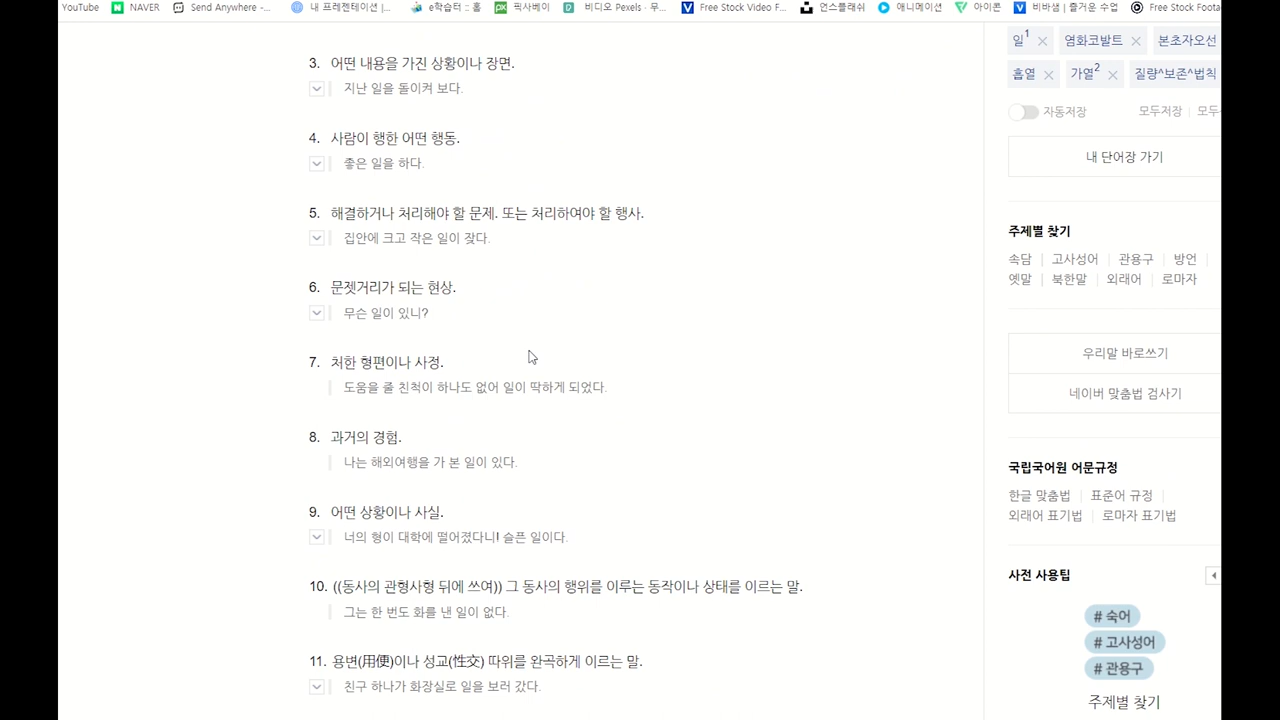 YouTube NAVER Send Anywhere -... 내 프레젠테이션 |... e학습터 :: 홈 픽사베이 비디오 Pexels · 무... Free Stock Video F... 언스플래쉬 애니메이션 아이콘 비바샘 | 즐거운 수업 Free Stock Foota
3. 어떤 내용을 가진 상황이나 장면.
지난 일을 돌이켜 보다.
4. 사람이 행한 어떤 행동.
좋은 일을 하다.
5. 해결하거나 처리해야 할 문제. 또는 처리하여야 할 행사.
집안에 크고 작은 일이 잦다.
6. 문젯거리가 되는 현상.
무슨 일이 있니?
7. 처한 형편이나 사정.
도움을 줄 친척이 하나도 없어 일이 딱하게 되었다.
8. 과거의 경험.
나는 해외여행을 가 본 일이 있다.
9. 어떤 상황이나 사실.
너의 형이 대학에 떨어졌다니! 슬픈 일이다.
10. ((동사의 관형사형 뒤에 쓰여)) 그 동사의 행위를 이루는 동작이나 상태를 이르는 말.
그는 한 번도 화를 낸 일이 없다.
11. 용변(用便)이나 성교(性交) 따위를 완곡하게 이르는 말.
친구 하나가 화장실로 일을 보러 갔다.
일1 염화코발트 본초자오선
흡열 가열2 질량^보존^법칙
자동저장 모두저장 모두
내 단어장 가기
주제별 찾기
속담 고사성어 관용구 방언
옛말 북한말 외래어 로마자
우리말 바로쓰기
네이버 맞춤법 검사기
국립국어원 어문규정
한글 맞춤법 표준어 규정
외래어 표기법 로마자 표기법
사전 사용팁
# 숙어
# 고사성어
# 관용구
주제별 찾기